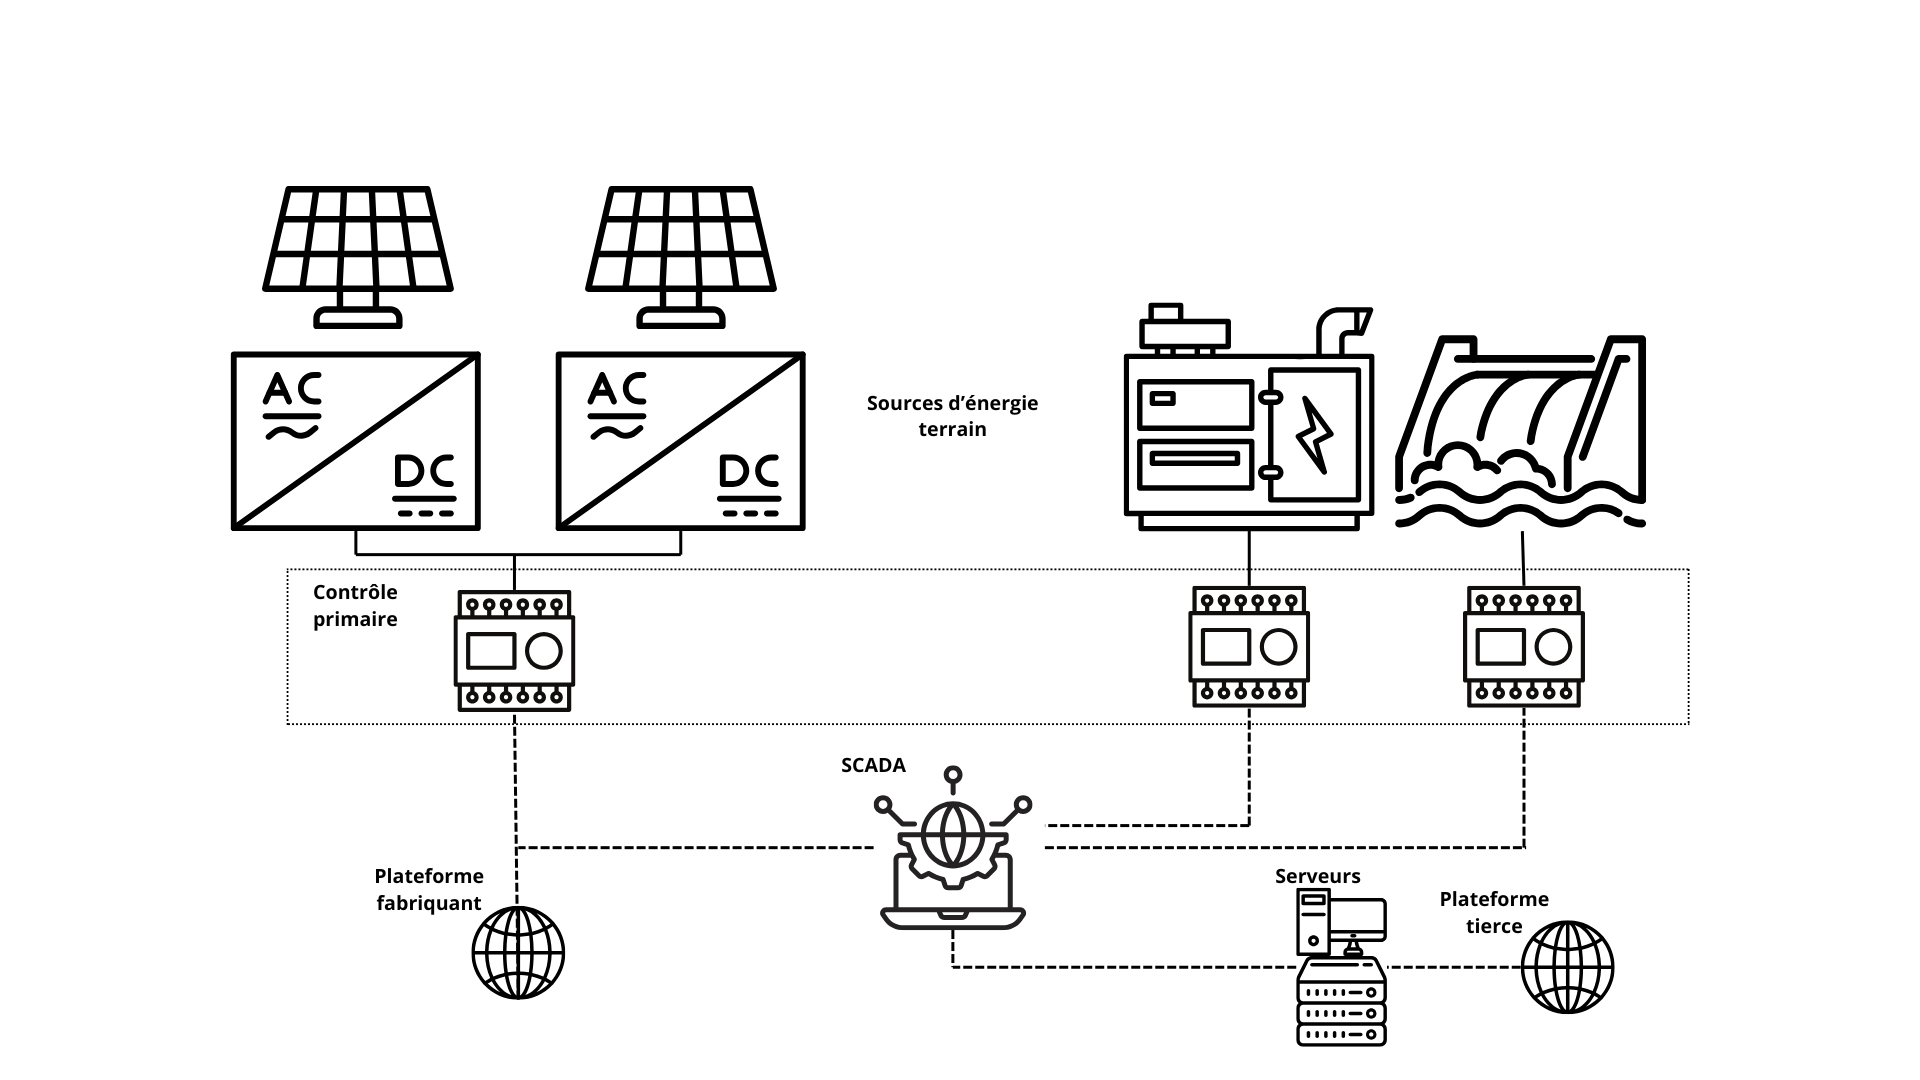 AC
DC
AC
DC
Sources d’énergie
terrain
Contrôle
primaire
SCADA
Plateforme
fabriquant
Serveurs
Plateforme
tierce